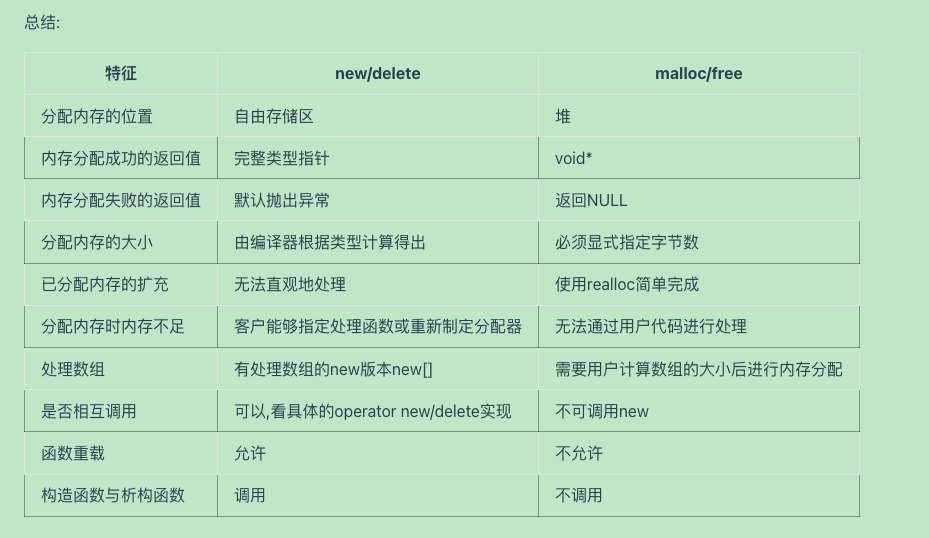 总结:
特征 new/delete malloc/free
分配内存的位置 自由存储区 堆
内存分配成功的返回值 完整类型指针 void*
内存分配失败的返回值 默认抛出异常 返回NULL
分配内存的大小 由编译器根据类型计算得出 必须显式指定字节数
已分配内存的扩充 无法直观地处理 使用realloc简单完成
分配内存时内存不足 客户能够指定处理函数或重新制定分配器 无法通过用户代码进行处理
处理数组 有处理数组的new版本new[] 需要用户计算数组的大小后进行内存分配
是否相互调用 可以,看具体的operator new/delete实现 不可调用new
函数重载 允许 不允许
构造函数与析构函数 调用 不调用